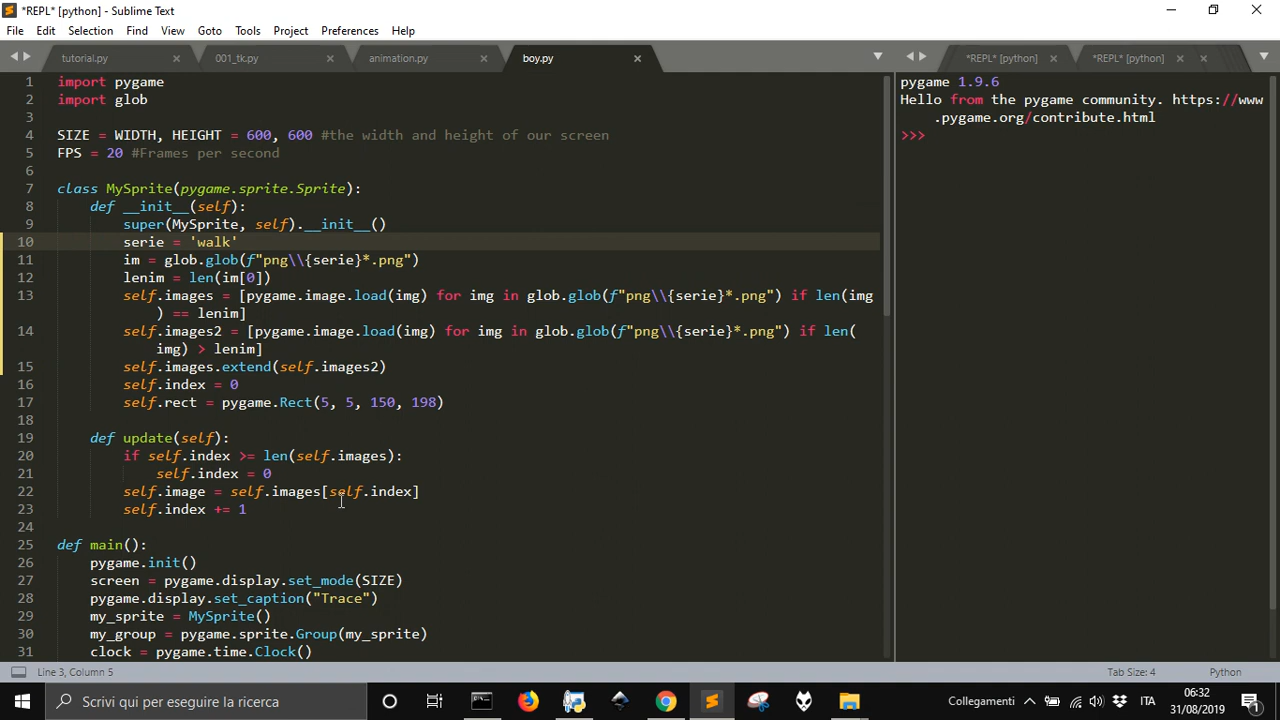 *REPL* [python] - Sublime Text
File Edit Selection Find View Goto Tools Project Preferences Help
tutorial.py 001_tk.py animation.py boy.py *REPL* [python] *REPL* [python]
1 import pygame
2 import glob
3
4 SIZE = WIDTH, HEIGHT = 600, 600 #the width and height of our screen
5 FPS = 20 #Frames per second
6
7 class MySprite(pygame.sprite.Sprite):
8 def __init__(self):
9 super(MySprite, self).__init__()
10 serie = 'walk'
11 im = glob.glob(f"png\\{serie}*.png")
12 lenim = len(im[0])
13 self.images = [pygame.image.load(img) for img in glob.glob(f"png\\{serie}*.png") if len(img
) == lenim]
14 self.images2 = [pygame.image.load(img) for img in glob.glob(f"png\\{serie}*.png") if len(
img) > lenim]
15 self.images.extend(self.images2)
16 self.index = 0
17 self.rect = pygame.Rect(5, 5, 150, 198)
18
19 def update(self):
20 if self.index >= len(self.images):
21 self.index = 0
22 self.image = self.images[self.index]
23 self.index += 1
24
25 def main():
26 pygame.init()
27 screen = pygame.display.set_mode(SIZE)
28 pygame.display.set_caption("Trace")
29 my_sprite = MySprite()
30 my_group = pygame.sprite.Group(my_sprite)
31 clock = pygame.time.Clock()
pygame 1.9.6
Hello from the pygame community. https://www
.pygame.org/contribute.html
>>>
Line 3, Column 5 Tab Size: 4 Python
Scrivi qui per eseguire la ricerca Collegamenti ITA 06:32
31/08/2019 1